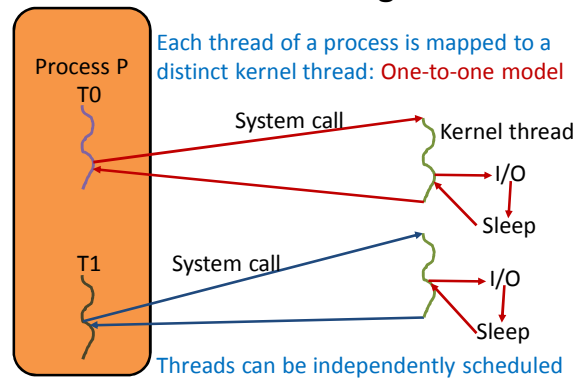 Each thread of a process is mapped to a
distinct kernel thread: One-to-one model
Process P
T0
System call
Kernel thread
I/O
Sleep
T1
System call
I/O
Sleep
Threads can be independently scheduled